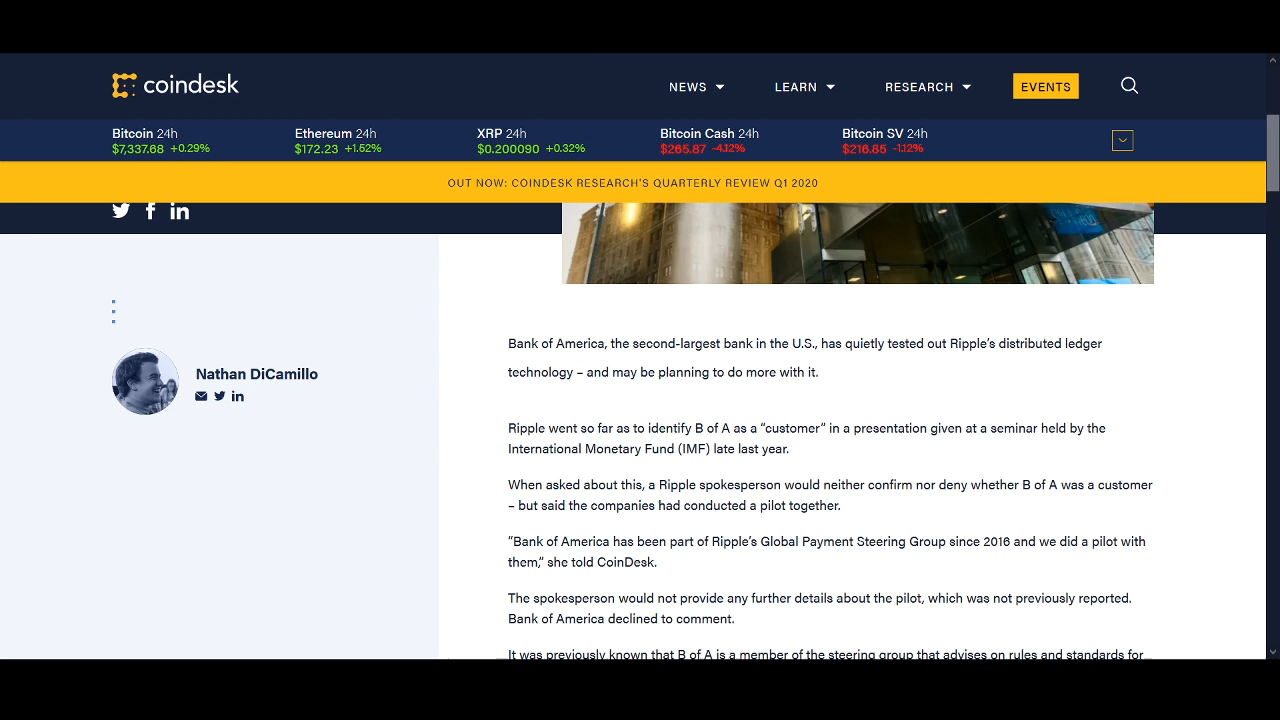 coindesk
NEWS
LEARN
RESEARCH
EVENTS
Bitcoin 24h
$7,337.68 +0.29%
Ethereum 24h
$172.23 +1.52%
XRP 24h
$0.200090 +0.32%
Bitcoin Cash 24h
$265.87 -4.12%
Bitcoin SV 24h
$216.85 -1.12%
OUT NOW: COINDESK RESEARCH'S QUARTERLY REVIEW Q1 2020
Nathan DiCamillo
Bank of America, the second-largest bank in the U.S., has quietly tested out Ripple’s distributed ledger
technology – and may be planning to do more with it.
Ripple went so far as to identify B of A as a “customer” in a presentation given at a seminar held by the
International Monetary Fund (IMF) late last year.
When asked about this, a Ripple spokesperson would neither confirm nor deny whether B of A was a customer
– but said the companies had conducted a pilot together.
“Bank of America has been part of Ripple’s Global Payment Steering Group since 2016 and we did a pilot with
them,” she told CoinDesk.
The spokesperson would not provide any further details about the pilot, which was not previously reported.
Bank of America declined to comment.
It was previously known that B of A is a member of the steering group that advises on rules and standards for